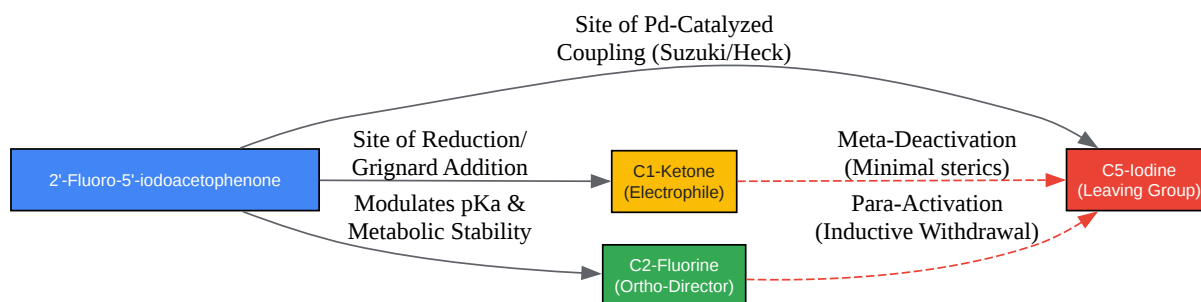 Site of Pd-Catalyzed
Coupling (Suzuki/Heck)
2'-Fluoro-5'-iodoacetophenone
Site of Reduction/
Grignard Addition
C1-Ketone
(Electrophile)
Meta-Deactivation
(Minimal sterics)
C5-Iodine
(Leaving Group)
Modulates pKa &
Metabolic Stability
C2-Fluorine
(Ortho-Director)
Para-Activation
(Inductive Withdrawal)